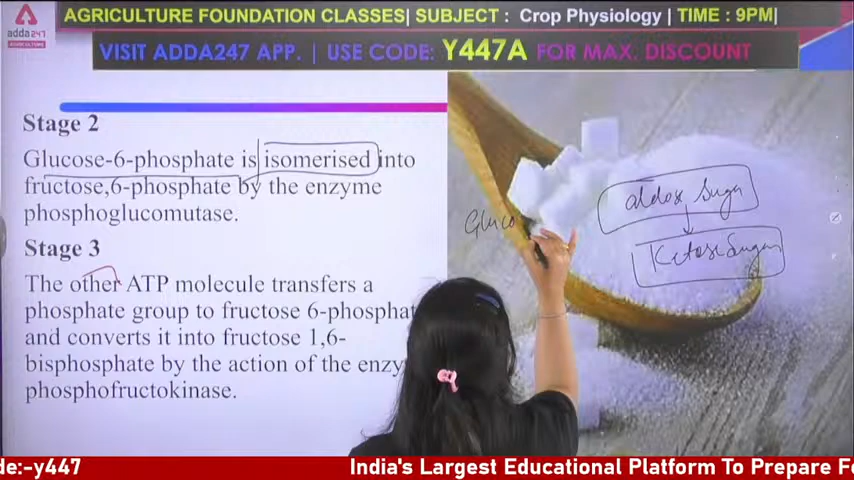 AGRICULTURE FOUNDATION CLASSES| SUBJECT : Crop Physiology | TIME : 9PM|
adda247
VISIT ADDA247 APP. | USE CODE: Y447A FOR MAX. DISCOUNT
Stage 2
Glucose-6-phosphate is isomerised into
fructose,6-phosphate by the enzyme
phosphoglucomutase.
Stage 3
The other ATP molecule transfers a
phosphate group to fructose 6-phosphat
and converts it into fructose 1,6-
bisphosphate by the action of the enzy
phosphofructokinase.
aldos Suga
Ketose Sugar
Gluco
de:-y447
India's Largest Educational Platform To Prepare Fo